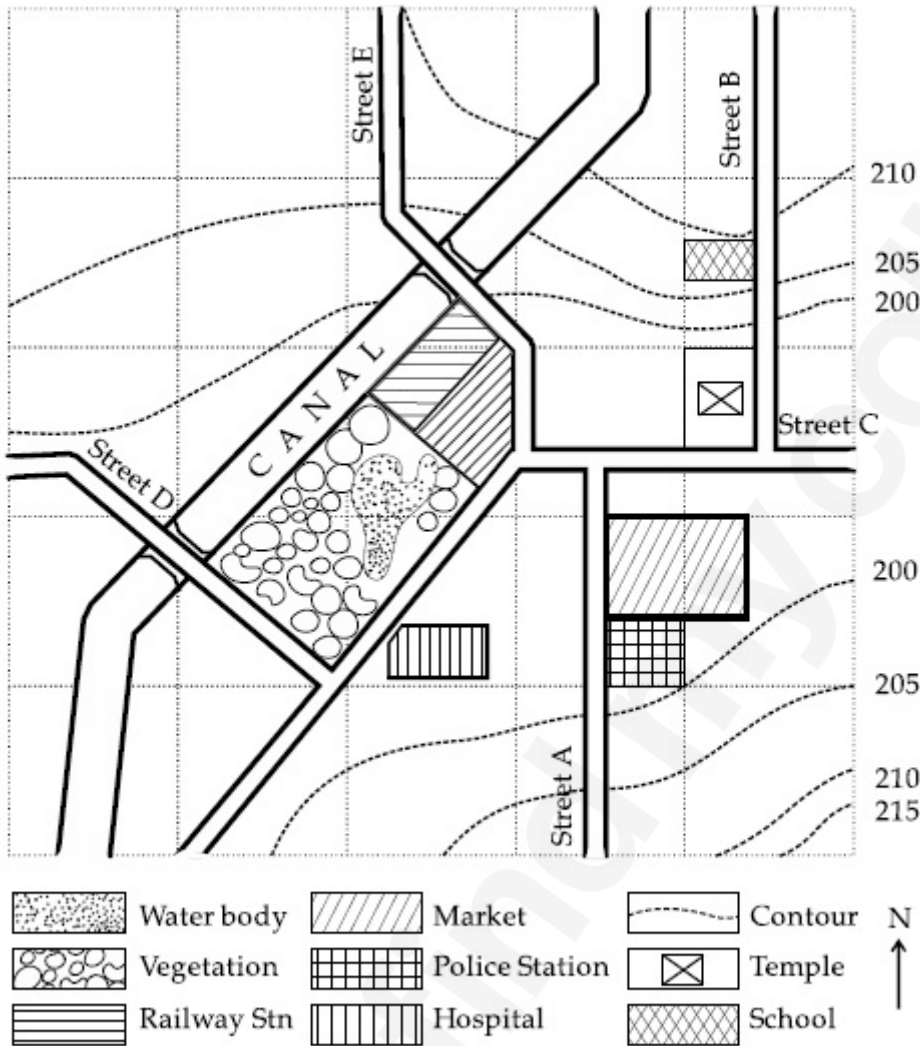 Street E
Street B
210
205
200
CANAL
Street C
Street D
200
205
210
215
Street A
Water body
Market
Contour
N
Vegetation
Police Station
Temple
Railway Stn
Hospital
School